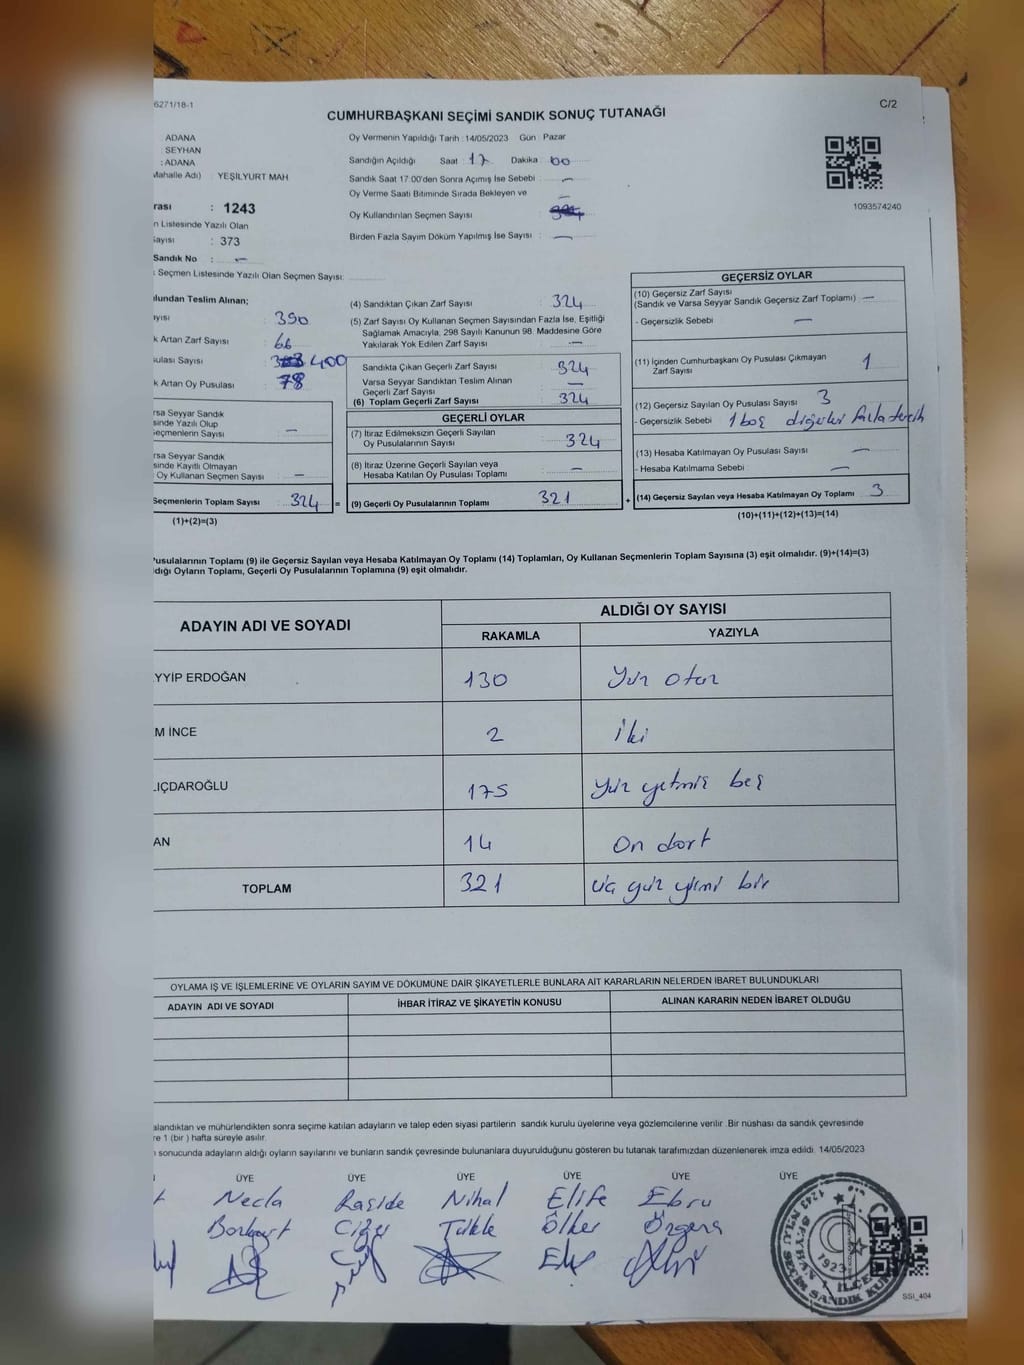 6271/18-1
C/2
CUMHURBAŞKANI SEÇİMİ SANDIK SONUÇ TUTANAĞI
ADANA
SEYHAN
: ADANA
Mahalle Adı) : YEŞİLYURT MAH
rası : 1243
n Listesinde Yazılı Olan
sayısı : 373
Sandık No : -
Seçmen Listesinde Yazılı Olan Seçmen Sayısı:
Oy Vermenin Yapıldığı Tarih : 14/05/2023 Gün : Pazar
Sandığın Açıldığı Saat : 17 Dakika : 00
Sandık Saat 17:00'den Sonra Açılmış İse Sebebi : -
Oy Verme Saati Bitiminde Sırada Bekleyen ve
Oy Kullandırılan Seçmen Sayısı : -
Birden Fazla Sayım Döküm Yapılmış İse Sayısı : -
1093574240
ulundan Teslim Alınan;
ayısı : 390
k Artan Zarf Sayısı : 66
sulası Sayısı : 400
k Artan Oy Pusulası : 78
rsa Seyyar Sandık
sinde Yazılı Olup
eçmenlerin Sayısı : -
rsa Seyyar Sandık
sinde Kayıtlı Olmayan
Oy Kullanan Seçmen Sayısı : -
Seçmenlerin Toplam Sayısı : 324 =
(1)+(2)=(3)
(4) Sandıktan Çıkan Zarf Sayısı : 324
(5) Zarf Sayısı Oy Kullanan Seçmen Sayısından Fazla İse, Eşitliği
Sağlamak Amacıyla, 298 Sayılı Kanunun 98. Maddesine Göre
Yakılarak Yok Edilen Zarf Sayısı : -
Sandıkta Çıkan Geçerli Zarf Sayısı : 324
Varsa Seyyar Sandıktan Teslim Alınan
Geçerli Zarf Sayısı : -
(6) Toplam Geçerli Zarf Sayısı : 324
GEÇERLİ OYLAR
(7) İtiraz Edilmeksizin Geçerli Sayılan
Oy Pusulalarının Sayısı : 324
(8) İtiraz Üzerine Geçerli Sayılan veya
Hesaba Katılan Oy Pusulası Toplamı : -
(9) Geçerli Oy Pusulalarının Toplamı : 321 +
GEÇERSİZ OYLAR
(10) Geçersiz Zarf Sayısı
(Sandık ve Varsa Seyyar Sandık Geçersiz Zarf Toplamı) : -
- Geçersizlik Sebebi : -
(11) İçinden Cumhurbaşkanı Oy Pusulası Çıkmayan
Zarf Sayısı : 1
(12) Geçersiz Sayılan Oy Pusulası Sayısı : 3
- Geçersizlik Sebebi : 1 boş diğerleri fazla tercih
(13) Hesaba Katılmayan Oy Pusulası Sayısı : -
- Hesaba Katılmama Sebebi : -
(14) Geçersiz Sayılan veya Hesaba Katılmayan Oy Toplamı : 3
(10)+(11)+(12)+(13)=(14)
Pusulalarının Toplamı (9) ile Geçersiz Sayılan veya Hesaba Katılmayan Oy Toplamı (14) Toplamları, Oy Kullanan Seçmenlerin Toplam Sayısına (3) eşit olmalıdır. (9)+(14)=(3)
dığı Oyların Toplamı, Geçerli Oy Pusulalarının Toplamına (9) eşit olmalıdır.
ADAYIN ADI VE SOYADI
ALDIĞI OY SAYISI
RAKAMLA YAZIYLA
YYİP ERDOĞAN 130 Yüz otuz
M İNCE 2 İki
LIÇDAROĞLU 175 Yüz yetmiş beş
AN 14 On dört
TOPLAM 321 üç yüz yirmi bir
OYLAMA İŞ VE İŞLEMLERİNE VE OYLARIN SAYIM VE DÖKÜMÜNE DAİR ŞİKAYETLERLE BUNLARA AİT KARARLARIN NELERDEN İBARET BULUNDUKLARI
ADAYIN ADI VE SOYADI İHBAR İTİRAZ VE ŞİKAYETİN KONUSU ALINAN KARARIN NEDEN İBARET OLDUĞU
alandıktan ve mühürlendikten sonra seçime katılan adayların ve talep eden siyasi partilerin sandık kurulu üyelerine veya gözlemcilerine verilir. Bir nüshası da sandık çevresinde
re 1 (bir) hafta süreyle asılır.
sonucunda adayların aldığı oyların sayılarını ve bunların sandık çevresinde bulunanlara duyurulduğunu gösteren bu tutanak tarafımızdan düzenlenerek imza edildi. 14/05/2023
ÜYE ÜYE ÜYE ÜYE ÜYE ÜYE
Necla Raside Nihal Elife Ebru
Bozkurt Ciğer Ülker
1243 NOLU SEÇİM SANDIK KURULU
SEYHAN 1. İLÇE
1923
SSI_404